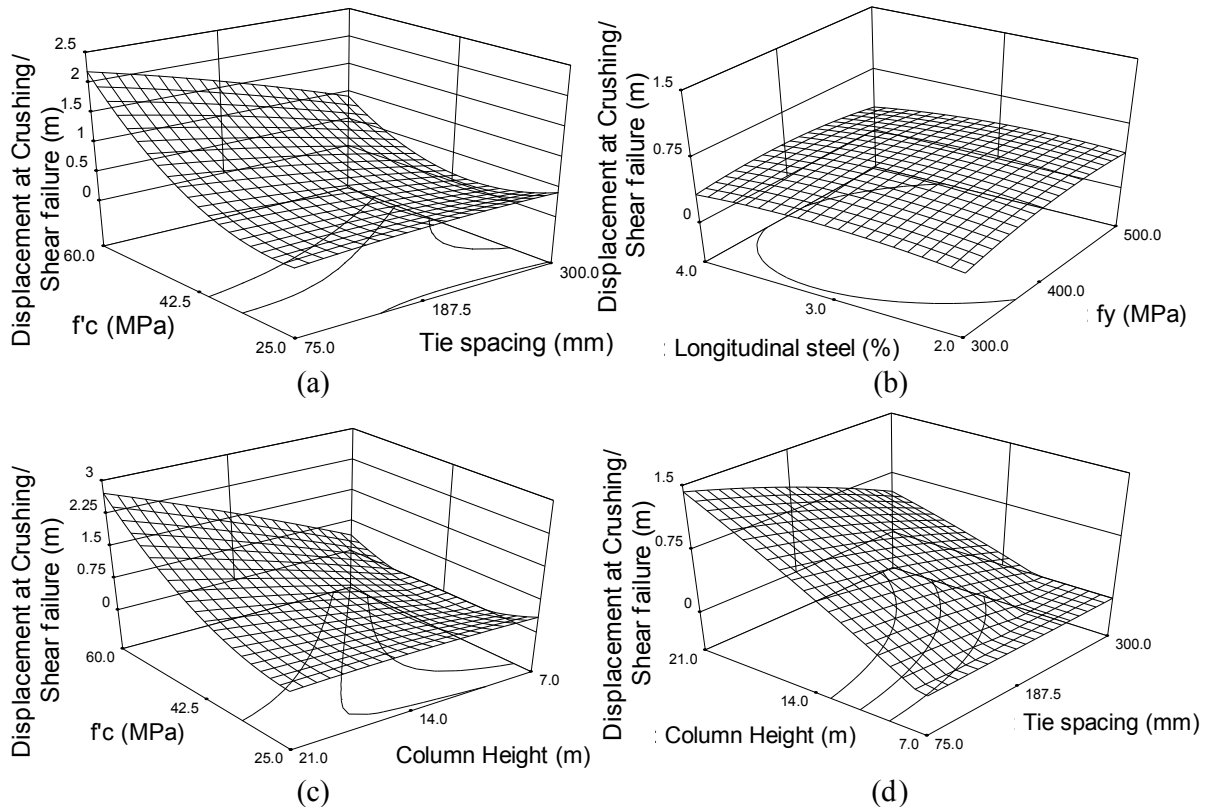 Displacement at Crushing/
Shear failure (m)
2.5
2
1.5
1
0.5
0
60.0
42.5
25.0
f'c (MPa)
75.0
187.5
300.0
Tie spacing (mm)
(a)
Displacement at Crushing/
Shear failure (m)
1.5
0.75
0
4.0
3.0
2.0
: Longitudinal steel (%)
300.0
400.0
500.0
: fy (MPa)
(b)
Displacement at Crushing/
Shear failure (m)
3
2.25
1.5
0.75
0
60.0
42.5
25.0
f'c (MPa)
21.0
14.0
7.0
Column Height (m)
(c)
Displacement at Crushing/
Shear failure (m)
1.5
0.75
0
21.0
14.0
7.0
: Column Height (m)
75.0
187.5
300.0
: Tie spacing (mm)
(d)